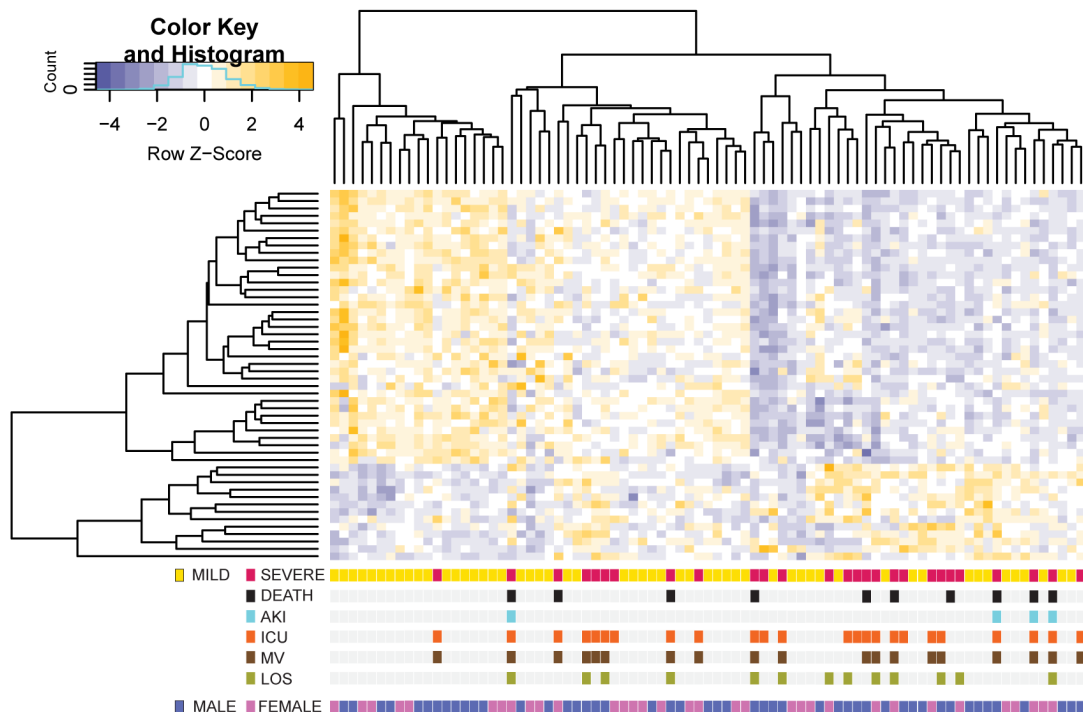 Color Key
and Histogram
Count
0
−4 −2 0 2 4
Row Z−Score
MILD SEVERE
DEATH
AKI
ICU
MV
LOS
MALE FEMALE